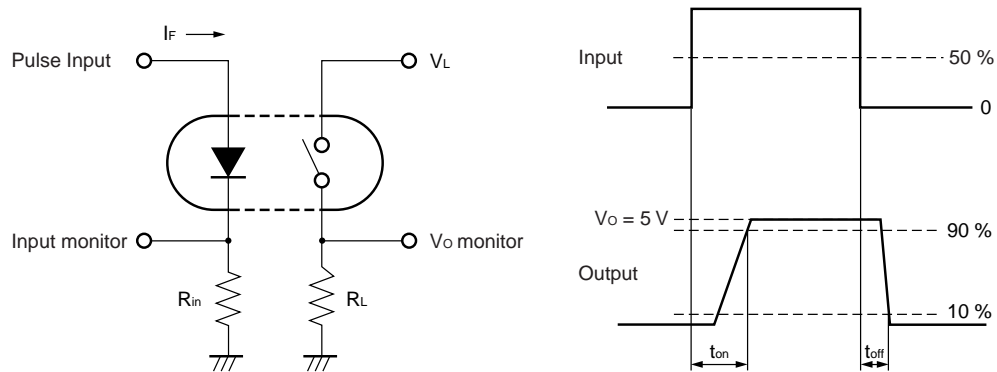 IF
Pulse Input
VL
Input monitor
VO monitor
Rin
RL
Input
50 %
0
VO = 5 V
90 %
Output
10 %
ton
toff